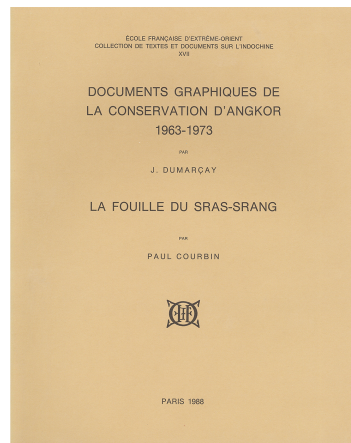 ÉCOLE FRANÇAISE D'EXTRÊME-ORIENT
COLLECTION DE TEXTES ET DOCUMENTS SUR L'INDOCHINE
XVII
DOCUMENTS GRAPHIQUES DE
LA CONSERVATION D'ANGKOR
1963-1973
PAR
J. DUMARÇAY
LA FOUILLE DU SRAS-SRANG
PAR
PAUL COURBIN
PARIS 1988